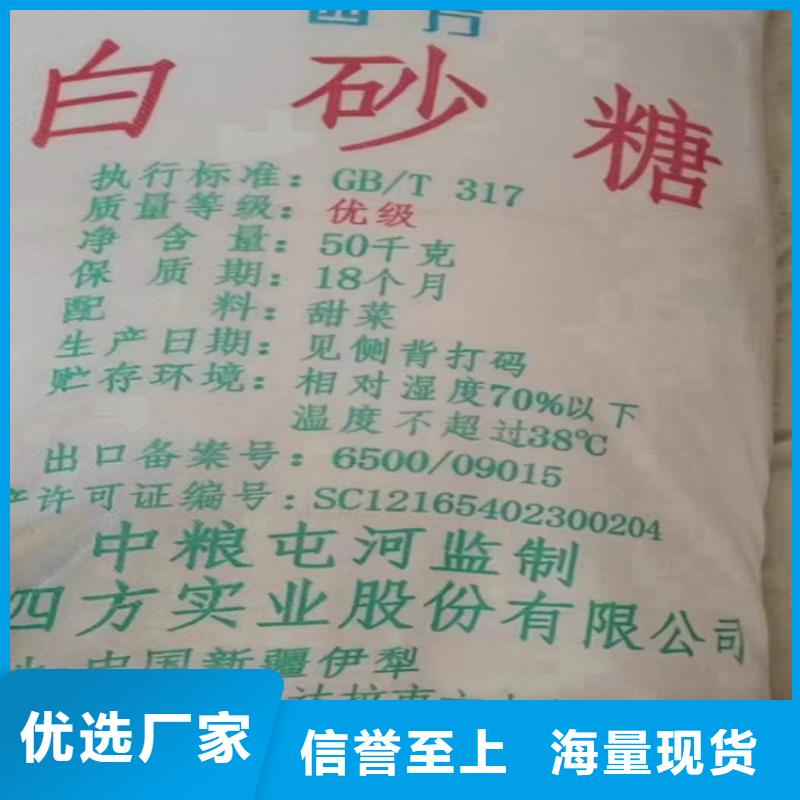 四方
白砂糖
执行标准：GB/T 317
质量等级：优级
净含量：50千克
保质期：18个月
配料：甜菜
生产日期：见侧背打码
贮存环境：相对湿度70%以下
温度不超过38℃
出口备案号：6500/09015
许可证编号：SC12165402300204
中粮屯河监制
四方实业股份有限公司
中国新疆伊犁
优选厂家
信誉至上 海量现货